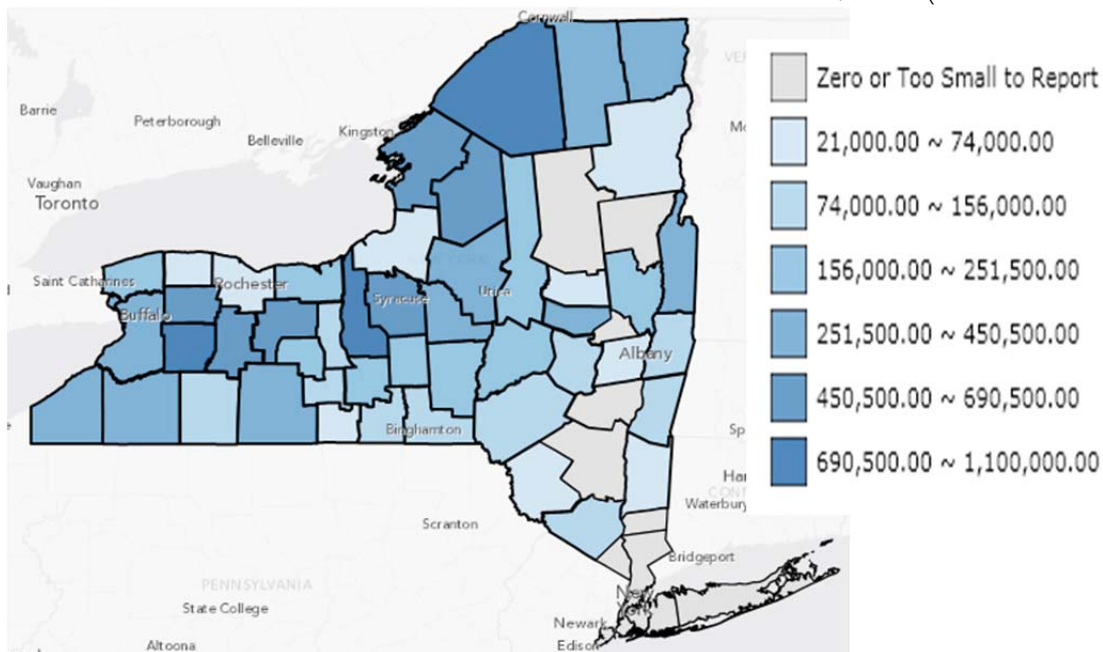 Cornwall
Barrie
Peterborough
Belleville
Kingston
Vaughan
Toronto
Saint Catharines
Rochester
Buffalo
Syracuse
Utica
Albany
Binghamton
Scranton
Waterbury
Bridgeport
PENNSYLVANIA
State College
Newark
Edison
Altoona
Zero or Too Small to Report
21,000.00 ~ 74,000.00
74,000.00 ~ 156,000.00
156,000.00 ~ 251,500.00
251,500.00 ~ 450,500.00
450,500.00 ~ 690,500.00
690,500.00 ~ 1,100,000.00